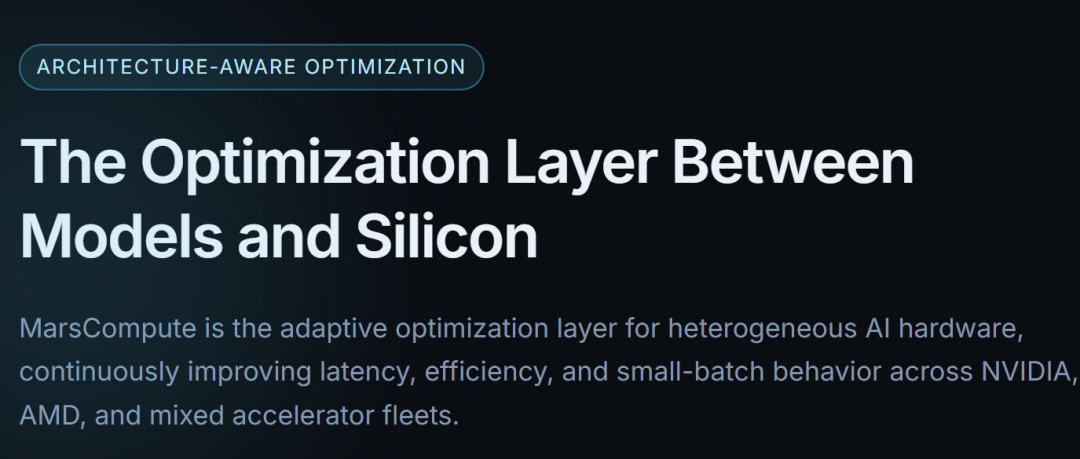 ARCHITECTURE-AWARE OPTIMIZATION
The Optimization Layer Between
Models and Silicon
MarsCompute is the adaptive optimization layer for heterogeneous AI hardware,
continuously improving latency, efficiency, and small-batch behavior across NVIDIA,
AMD, and mixed accelerator fleets.